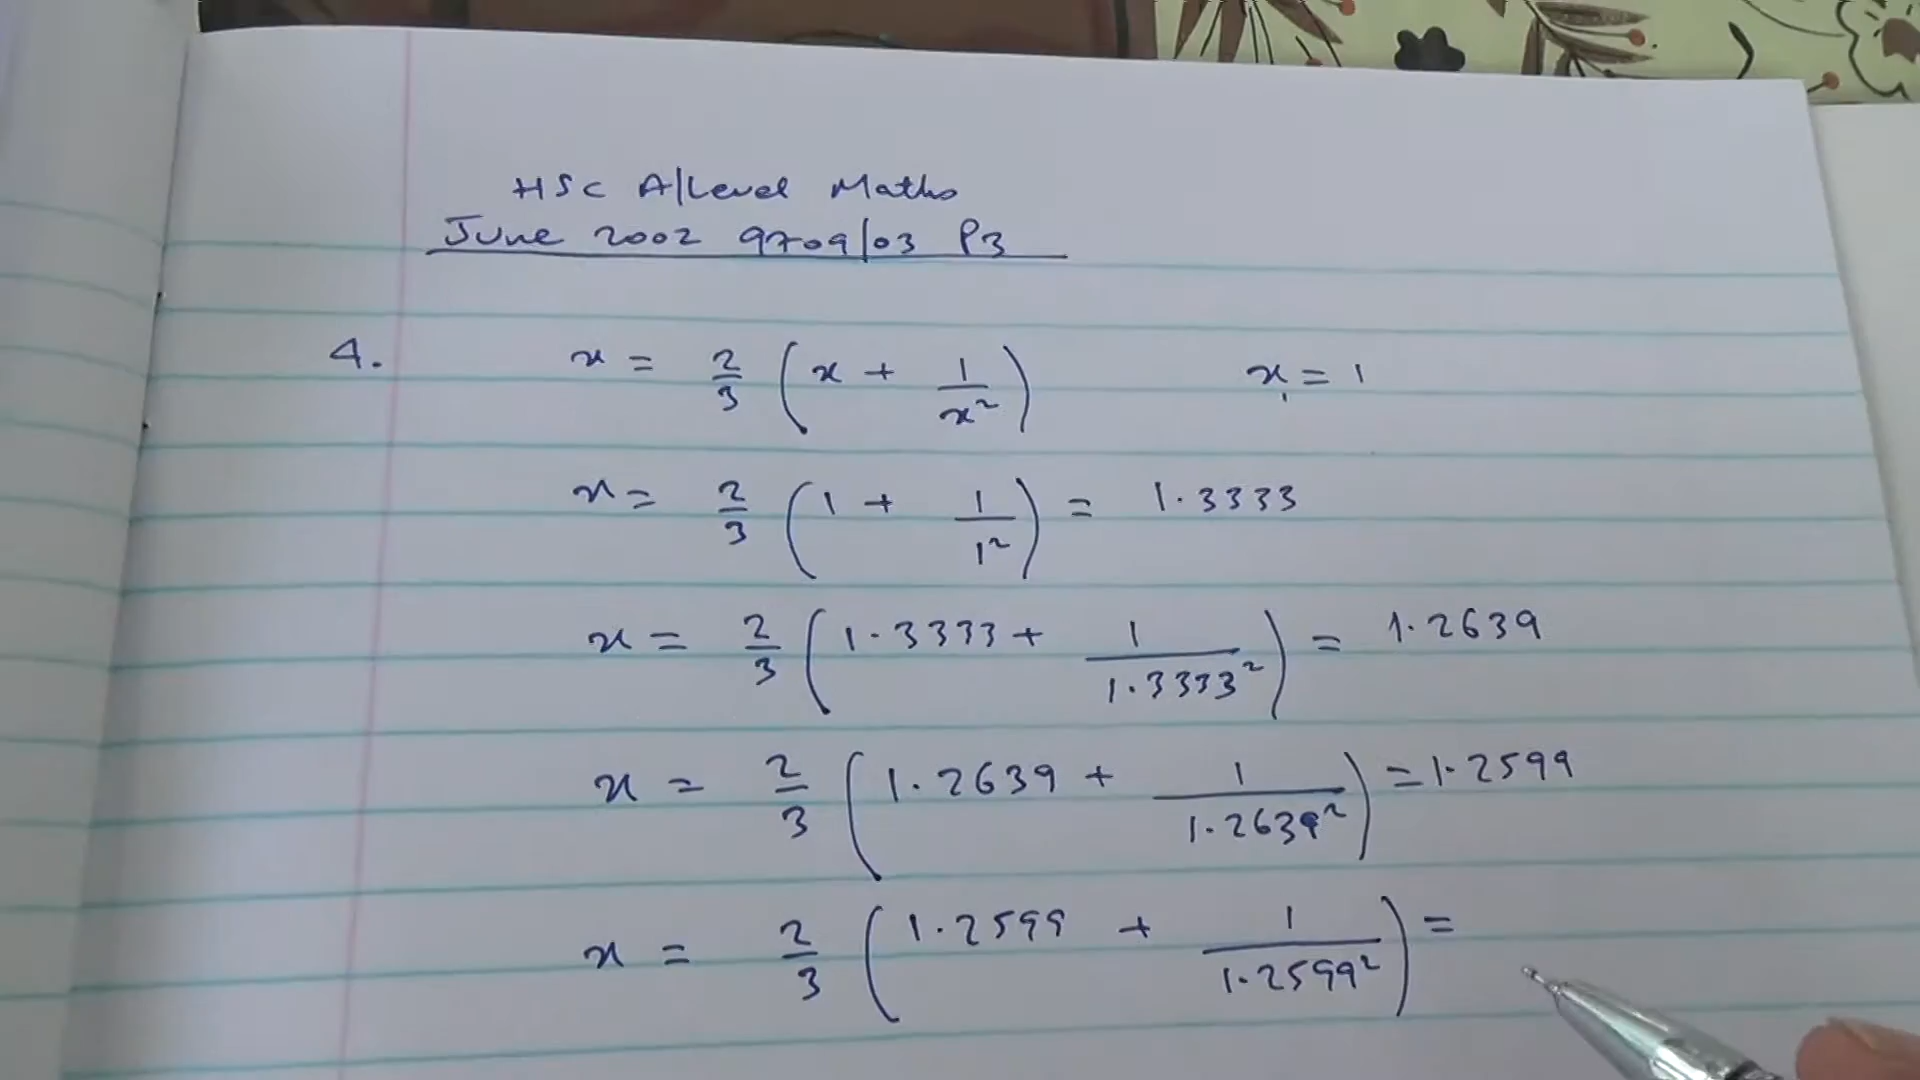 HSC A/Level Maths
June 2002 9709/03 P3
4. x = 2/3 (x + 1/x²) x = 1
x = 2/3 (1 + 1/1²) = 1.3333
x = 2/3 (1.3333 + 1/1.3333²) = 1.2639
x = 2/3 (1.2639 + 1/1.2639²) = 1.2599
x = 2/3 (1.2599 + 1/1.2599²) =